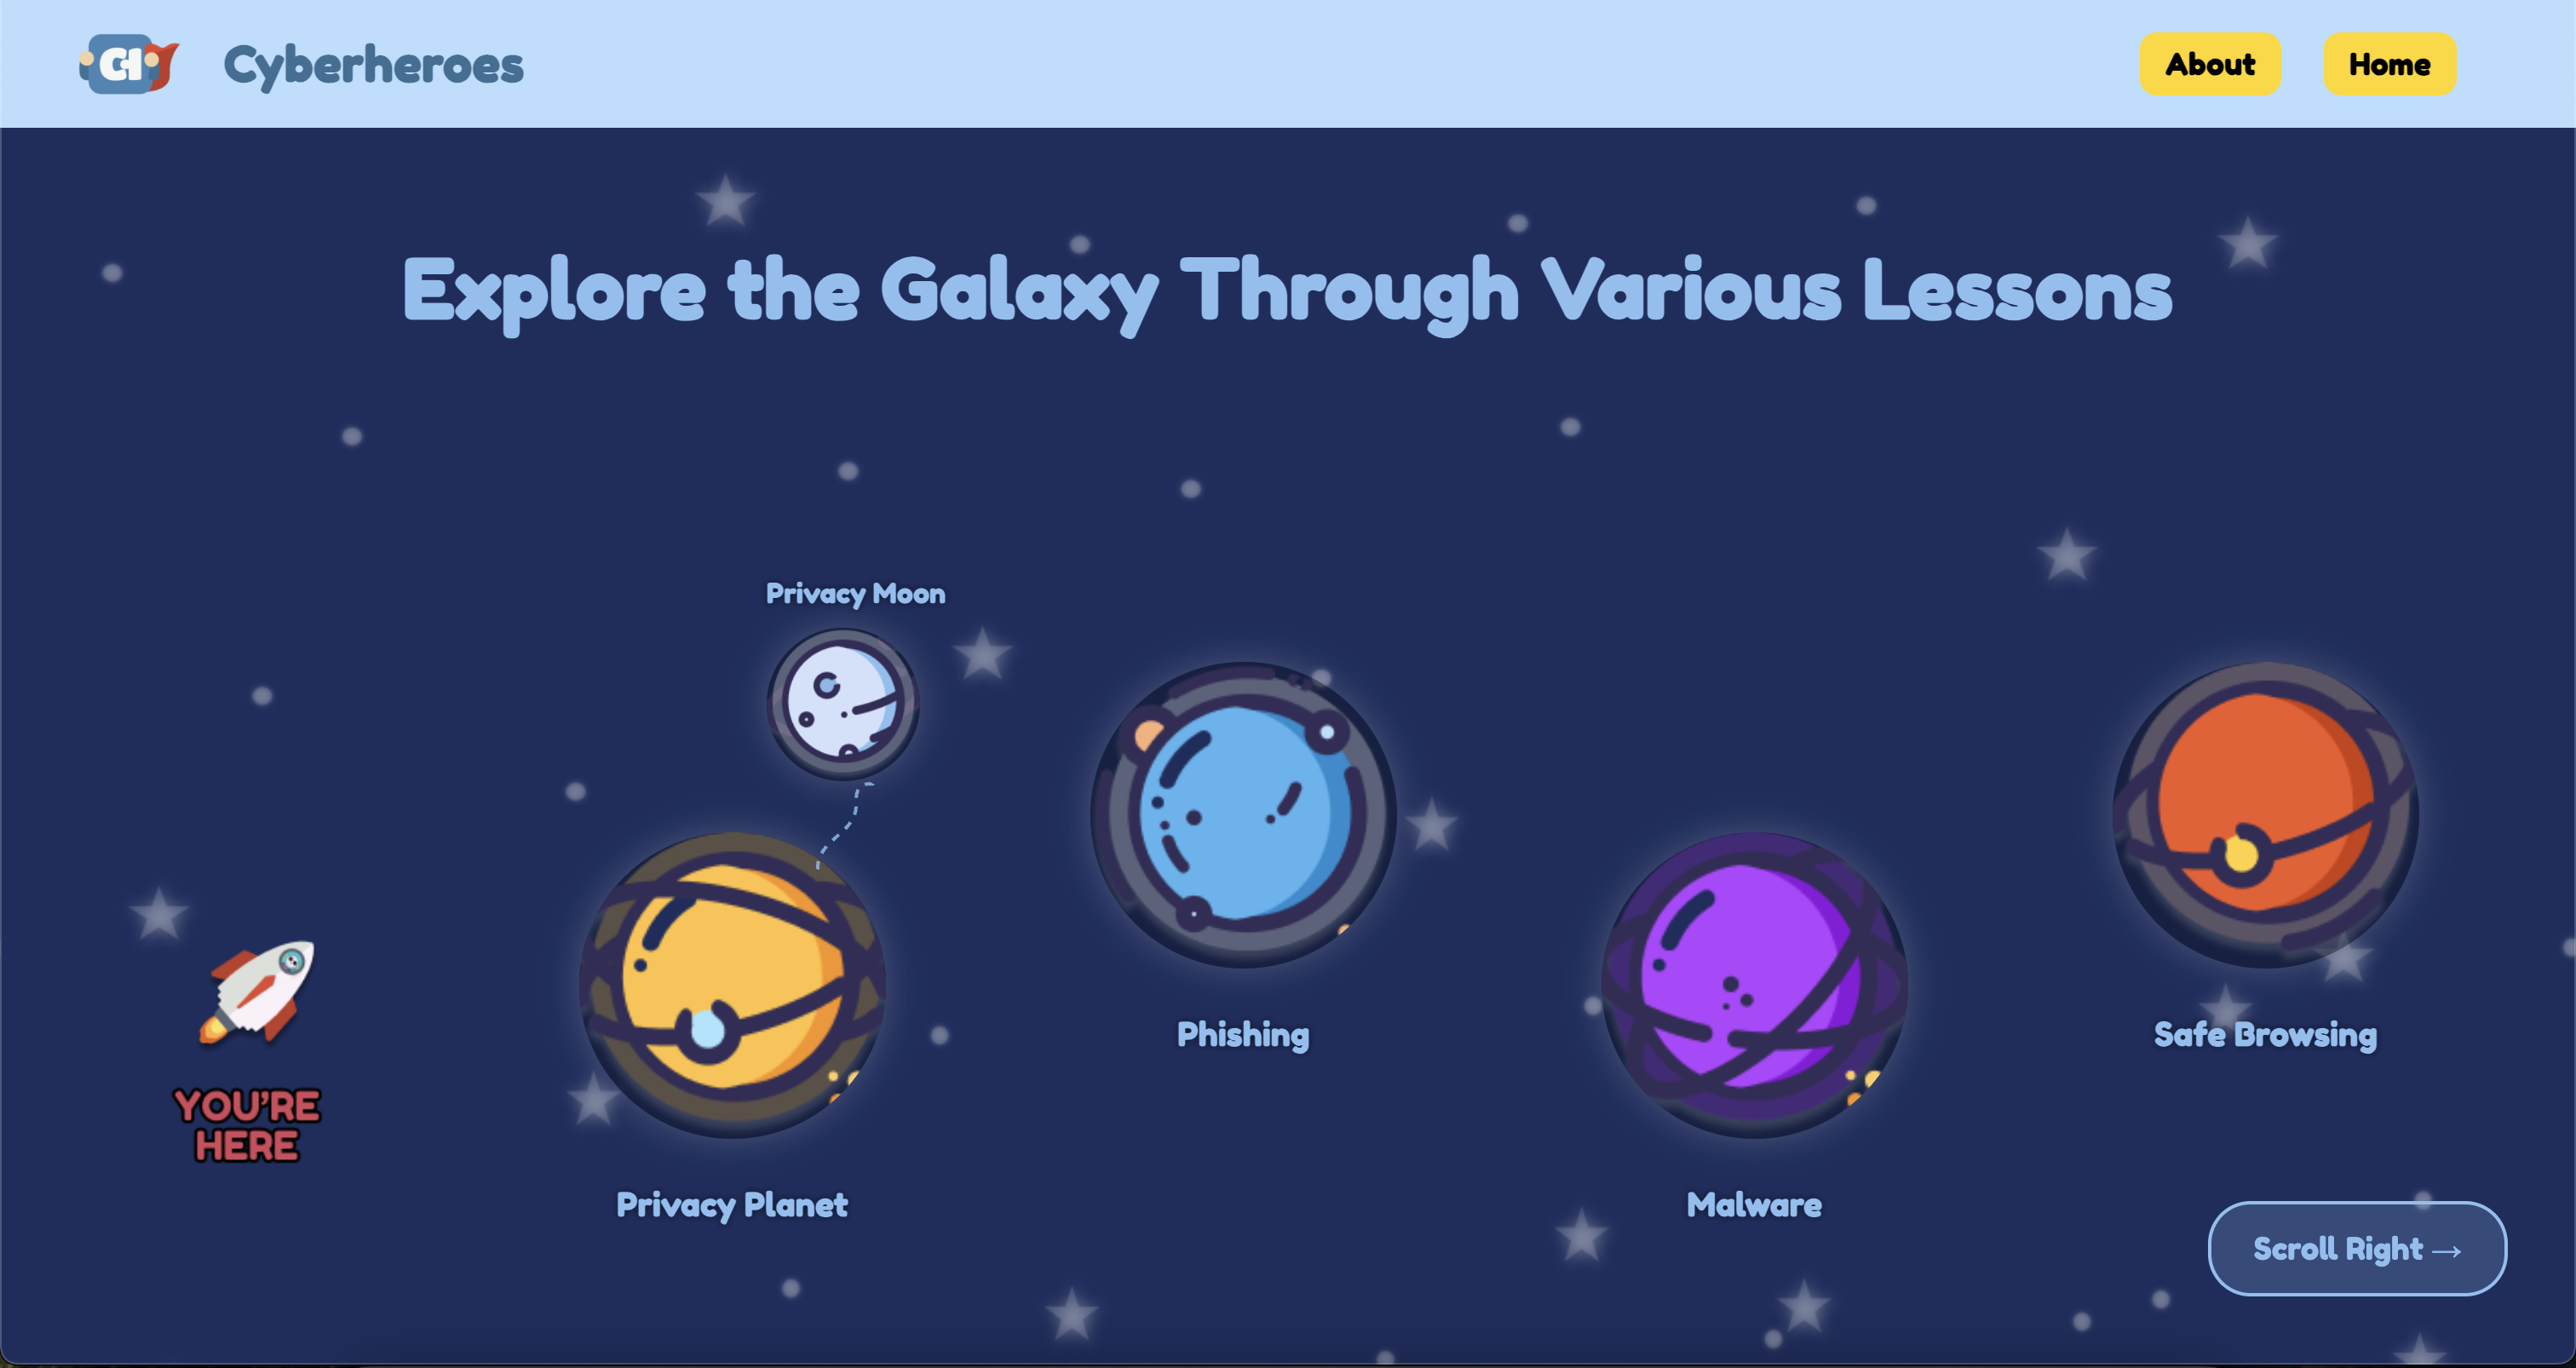 CH
Cyberheroes
About
Home
Explore the Galaxy Through Various Lessons
Privacy Moon
Phishing
Safe Browsing
YOU'RE
HERE
Privacy Planet
Malware
Scroll Right →